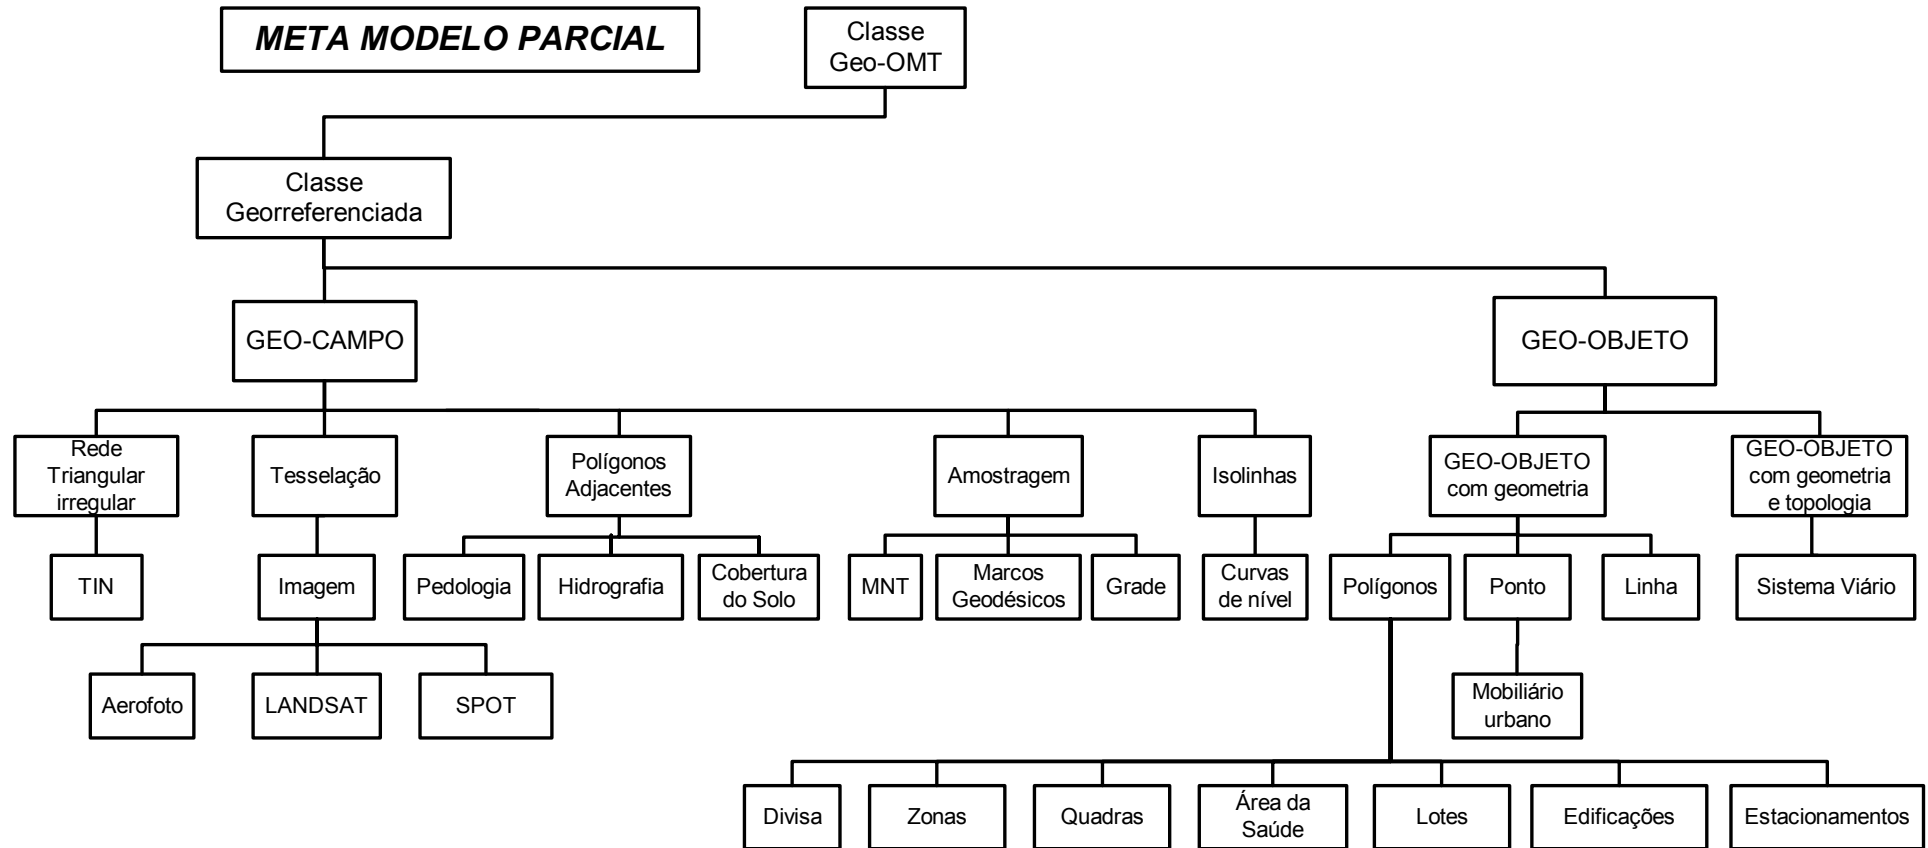 META MODELO PARCIAL
Classe
Geo-OMT
Classe
Georreferenciada
GEO-CAMPO
GEO-OBJETO
Rede
Triangular
irregular
Tesselação
Polígonos
Adjacentes
Amostragem
Isolinhas
GEO-OBJETO
com geometria
GEO-OBJETO
com geometria
e topologia
TIN
Imagem
Pedologia
Hidrografia
Cobertura
do Solo
MNT
Marcos
Geodésicos
Grade
Curvas
de nível
Polígonos
Ponto
Linha
Sistema Viário
Aerofoto
LANDSAT
SPOT
Mobiliário
urbano
Divisa
Zonas
Quadras
Área da
Saúde
Lotes
Edificações
Estacionamentos